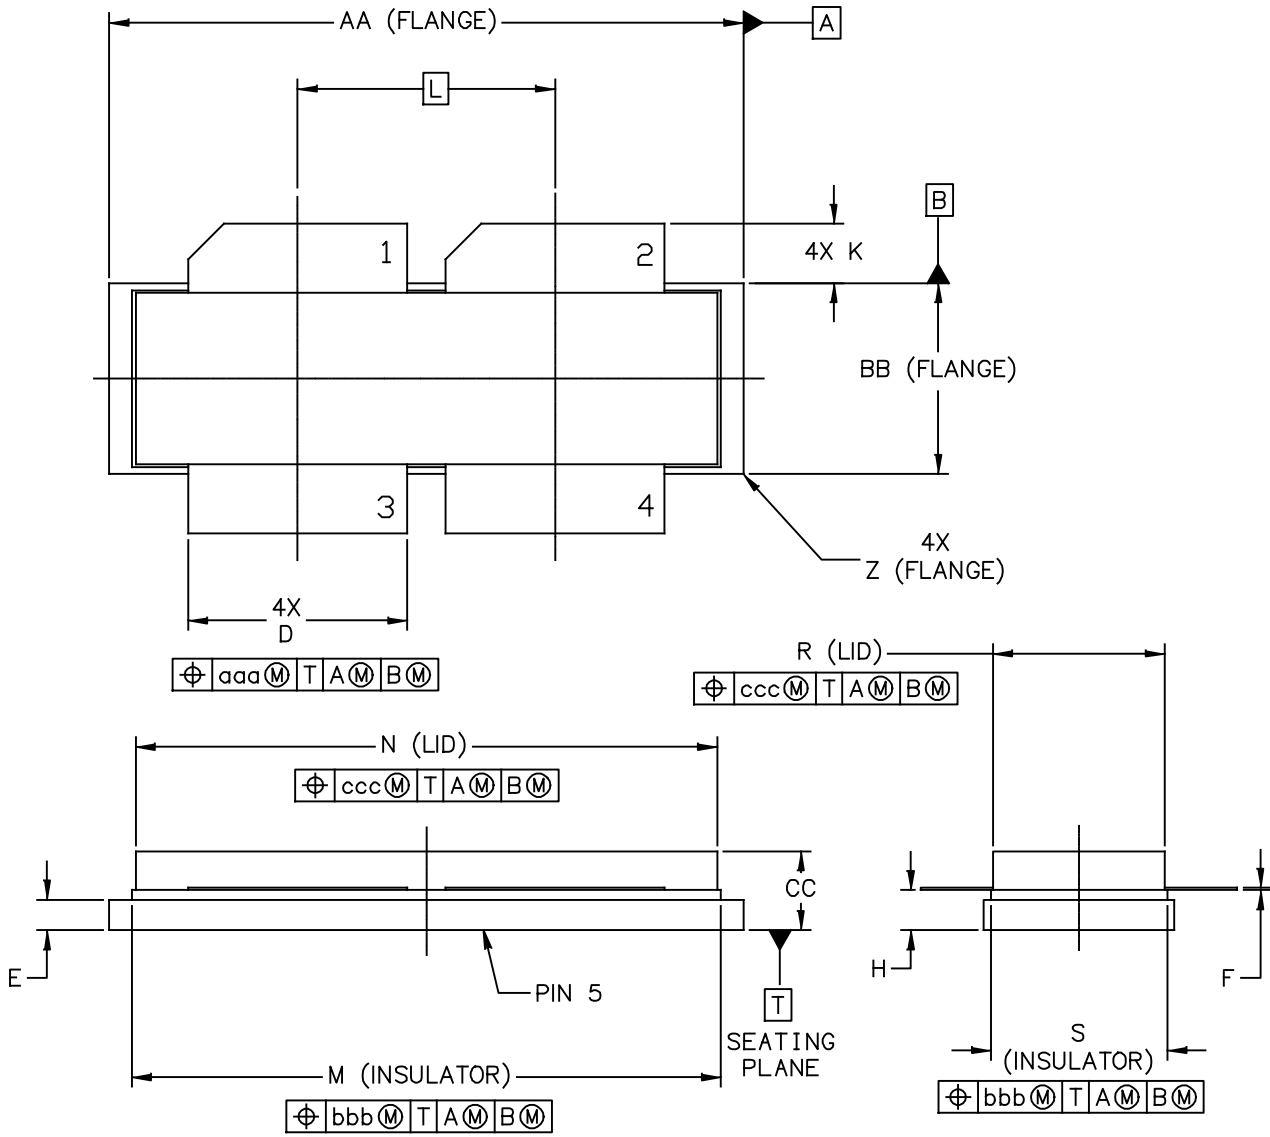 AA (FLANGE)
A
L
B
1
2
4X K
BB (FLANGE)
3
4
4X
Z (FLANGE)
4X
D
⌖ aaa Ⓜ T A Ⓜ B Ⓜ
R (LID)
⌖ ccc Ⓜ T A Ⓜ B Ⓜ
N (LID)
⌖ ccc Ⓜ T A Ⓜ B Ⓜ
CC
E
PIN 5
H
F
T
SEATING
PLANE
M (INSULATOR)
⌖ bbb Ⓜ T A Ⓜ B Ⓜ
S
(INSULATOR)
⌖ bbb Ⓜ T A Ⓜ B Ⓜ